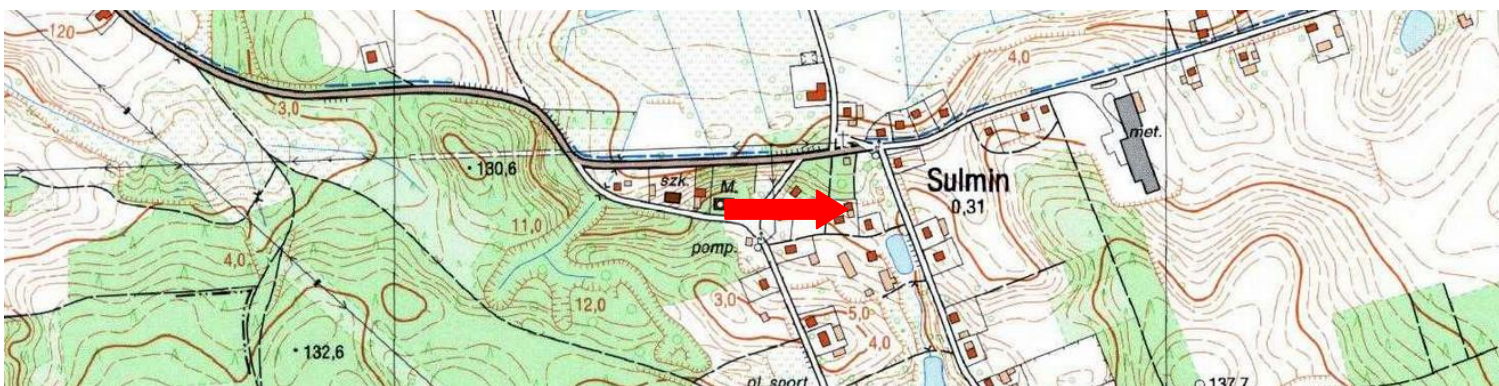 120
3,0
130,6
11,0
4,0
12,0
132,6
szk.
M.
pomp.
3,0
5,0
4,0
pl. sport.
4,0
met.
Sulmin
0,31
137,7